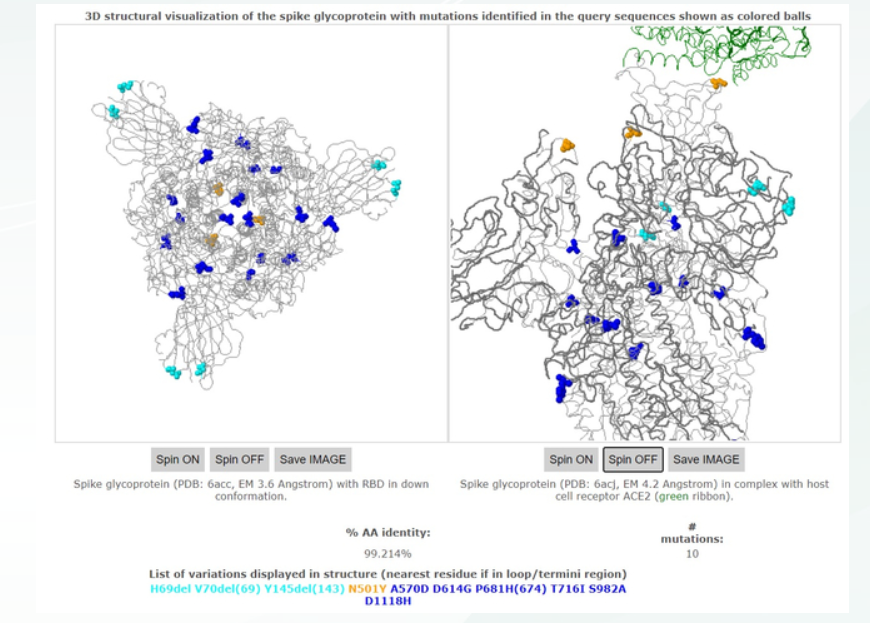 3D structural visualization of the spike glycoprotein with mutations identified in the query sequences shown as colored balls
Spin ON Spin OFF Save IMAGE
Spike glycoprotein (PDB: 6acc, EM 3.6 Angstrom) with RBD in down
conformation.
Spin ON Spin OFF Save IMAGE
Spike glycoprotein (PDB: 6acj, EM 4.2 Angstrom) in complex with host
cell receptor ACE2 (green ribbon).
% AA identity:
99.214%
#
mutations:
10
List of variations displayed in structure (nearest residue if in loop/termini region)
H69del V70del(69) Y145del(143) N501Y A570D D614G P681H(674) T716I S982A
D1118H